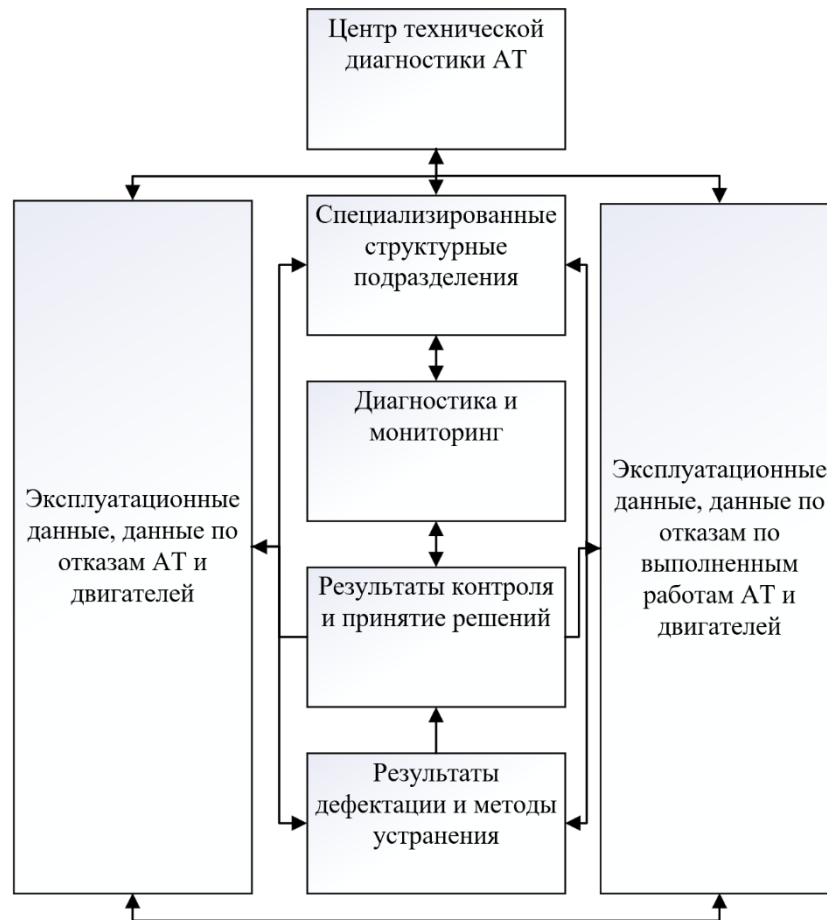 Центр технической
диагностики АТ
Специализированные
структурные
подразделения
Диагностика и
мониторинг
Эксплуатационные
данные, данные по
отказам АТ и
двигателей
Результаты контроля
и принятие решений
Эксплуатационные
данные, данные по
отказам по
выполненным
работам АТ и
двигателей
Результаты
дефектации и методы
устранения